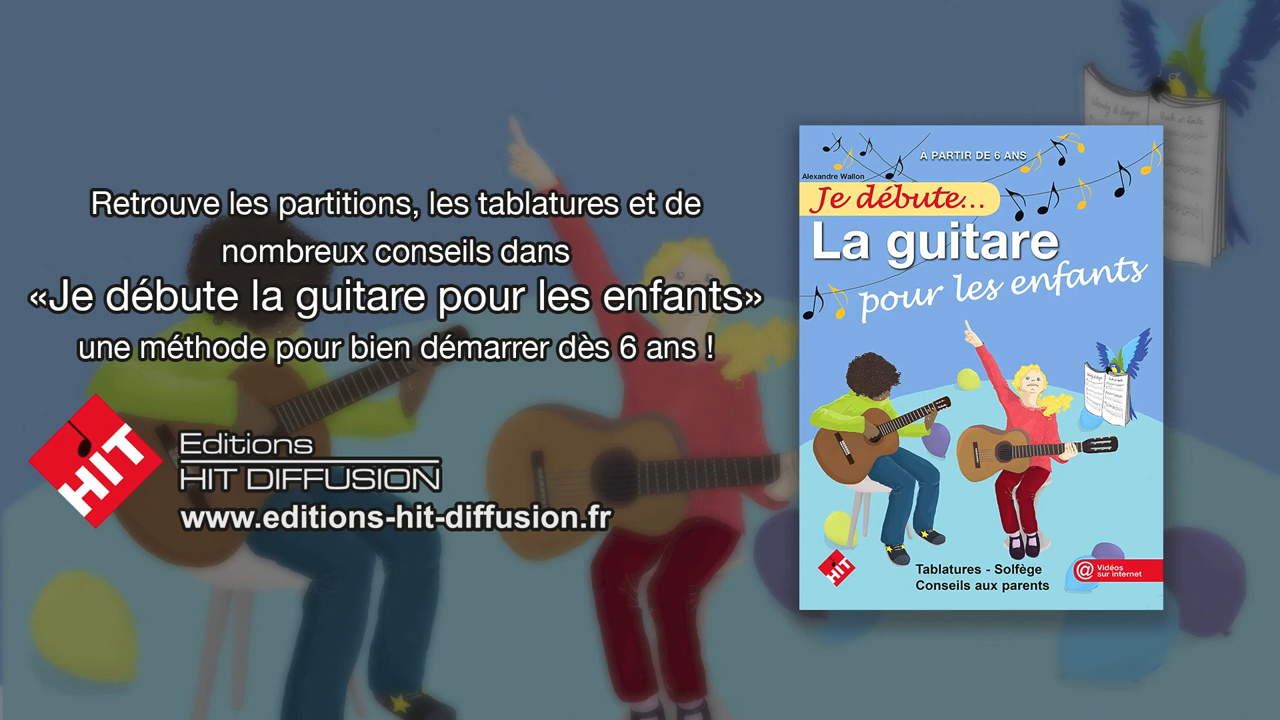 Retrouve les partitions, les tablatures et de
nombreux conseils dans
«Je débute la guitare pour les enfants»
une méthode pour bien démarrer dès 6 ans !
HIT
Editions
HIT DIFFUSION
www.editions-hit-diffusion.fr
À PARTIR DE 6 ANS
Alexandre Wallon
Je débute...
La guitare
pour les enfants
HIT
Tablatures - Solfège
Conseils aux parents
@ Vidéos
sur internet